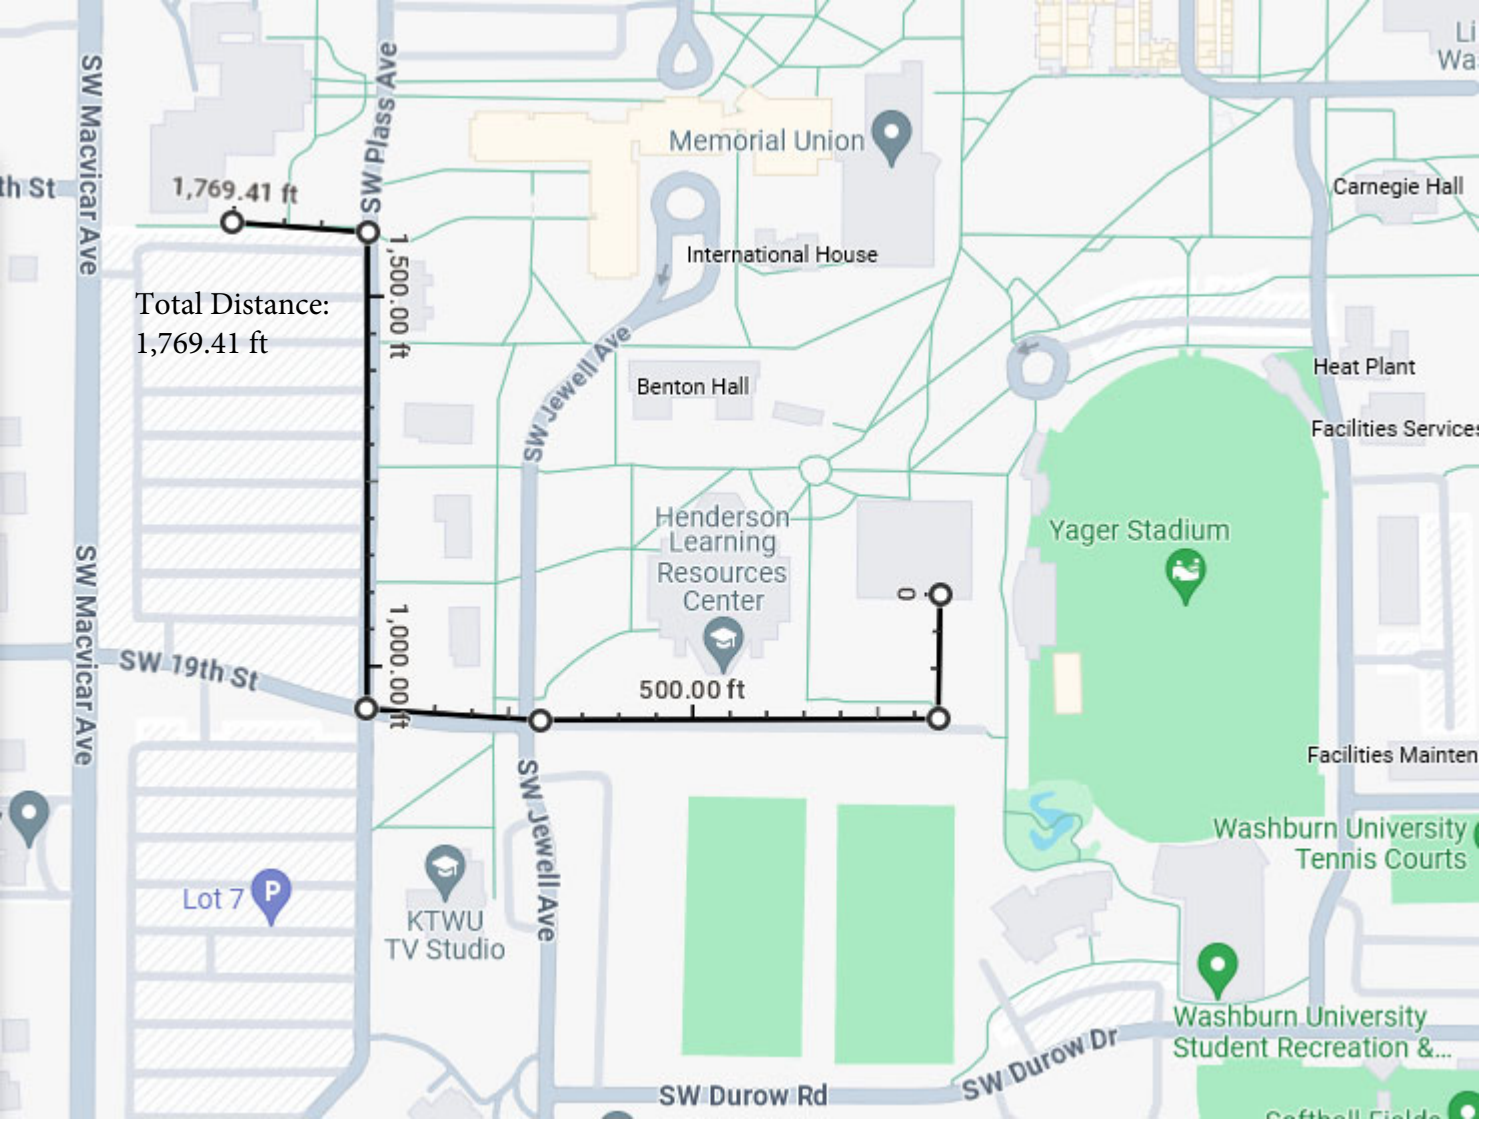 SW Macvicar Ave
SW Plass Ave
Li
Wa
Memorial Union
th St
1,769.41 ft
Carnegie Hall
1,500.00 ft
International House
Total Distance:
1,769.41 ft
SW Jewell Ave
Benton Hall
Heat Plant
Facilities Services
Henderson
Learning
Resources
Center
Yager Stadium
0
SW Macvicar Ave
1,000.00 ft
SW 19th St
500.00 ft
Facilities Mainten
SW Jewell Ave
Washburn University
Tennis Courts
Lot 7
P
KTWU
TV Studio
Washburn University
Student Recreation &...
SW Durow Dr
SW Durow Rd
Softball Fields